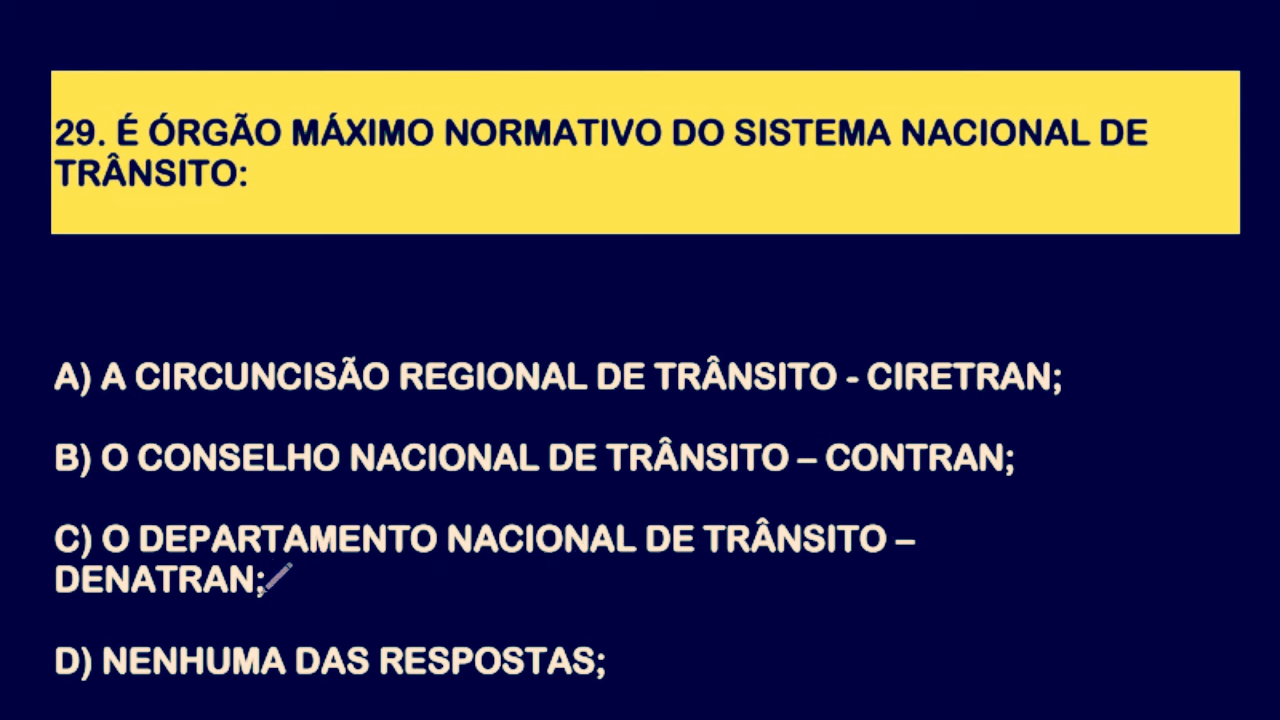 29. É ÓRGÃO MÁXIMO NORMATIVO DO SISTEMA NACIONAL DE
TRÂNSITO:
A) A CIRCUNCISÃO REGIONAL DE TRÂNSITO - CIRETRAN;
B) O CONSELHO NACIONAL DE TRÂNSITO – CONTRAN;
C) O DEPARTAMENTO NACIONAL DE TRÂNSITO –
DENATRAN;
D) NENHUMA DAS RESPOSTAS;